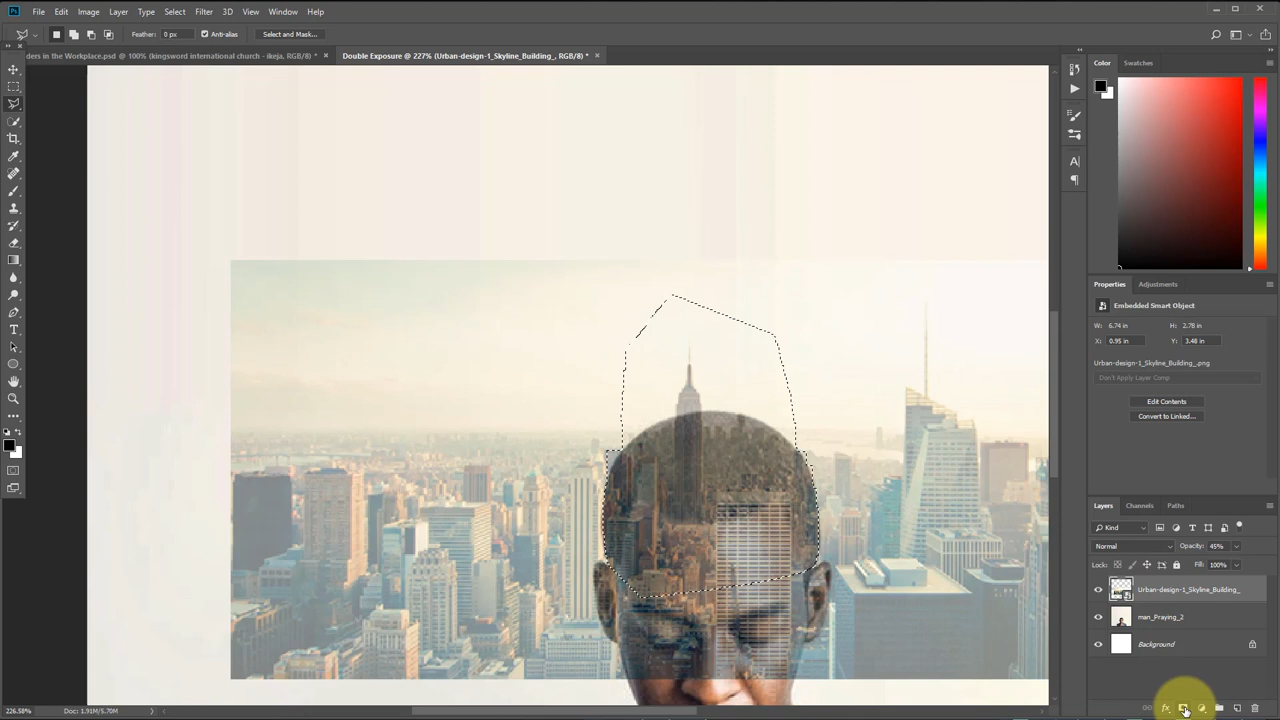 Ps File Edit Image Layer Type Select Filter 3D View Window Help
Feather: 0 px Anti-alias Select and Mask...
ders in the Workplace.psd @ 100% (kingsword international church - ikeja, RGB/8) * × Double Exposure @ 227% (Urban-design-1_Skyline_Building_, RGB/8) * ×
Color Swatches
Properties Adjustments
Embedded Smart Object
W: 6.74 in H: 2.78 in
X: 0.95 in Y: 3.48 in
Urban-design-1_Skyline_Building_.png
Don't Apply Layer Comp
Edit Contents
Convert to Linked...
Layers Channels Paths
Kind
Normal Opacity: 45%
Lock: Fill: 100%
Urban-design-1_Skyline_Building_
man_Praying_2
Background
fx
226.58% Doc: 1.91M/5.70M